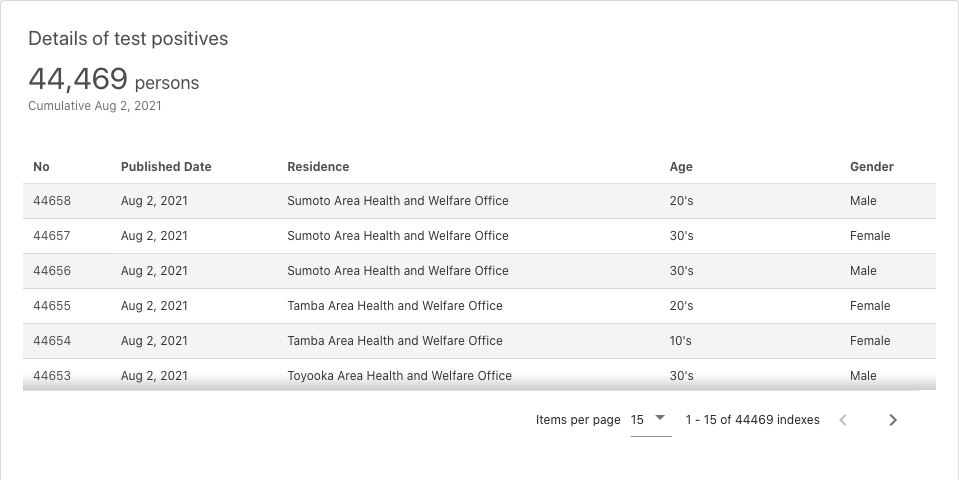 Details of test positives
44,469 persons
Cumulative Aug 2, 2021
No Published Date Residence Age Gender
44658 Aug 2, 2021 Sumoto Area Health and Welfare Office 20's Male
44657 Aug 2, 2021 Sumoto Area Health and Welfare Office 30's Female
44656 Aug 2, 2021 Sumoto Area Health and Welfare Office 30's Male
44655 Aug 2, 2021 Tamba Area Health and Welfare Office 20's Female
44654 Aug 2, 2021 Tamba Area Health and Welfare Office 10's Female
44653 Aug 2, 2021 Toyooka Area Health and Welfare Office 30's Male
Items per page 15 1 - 15 of 44469 indexes